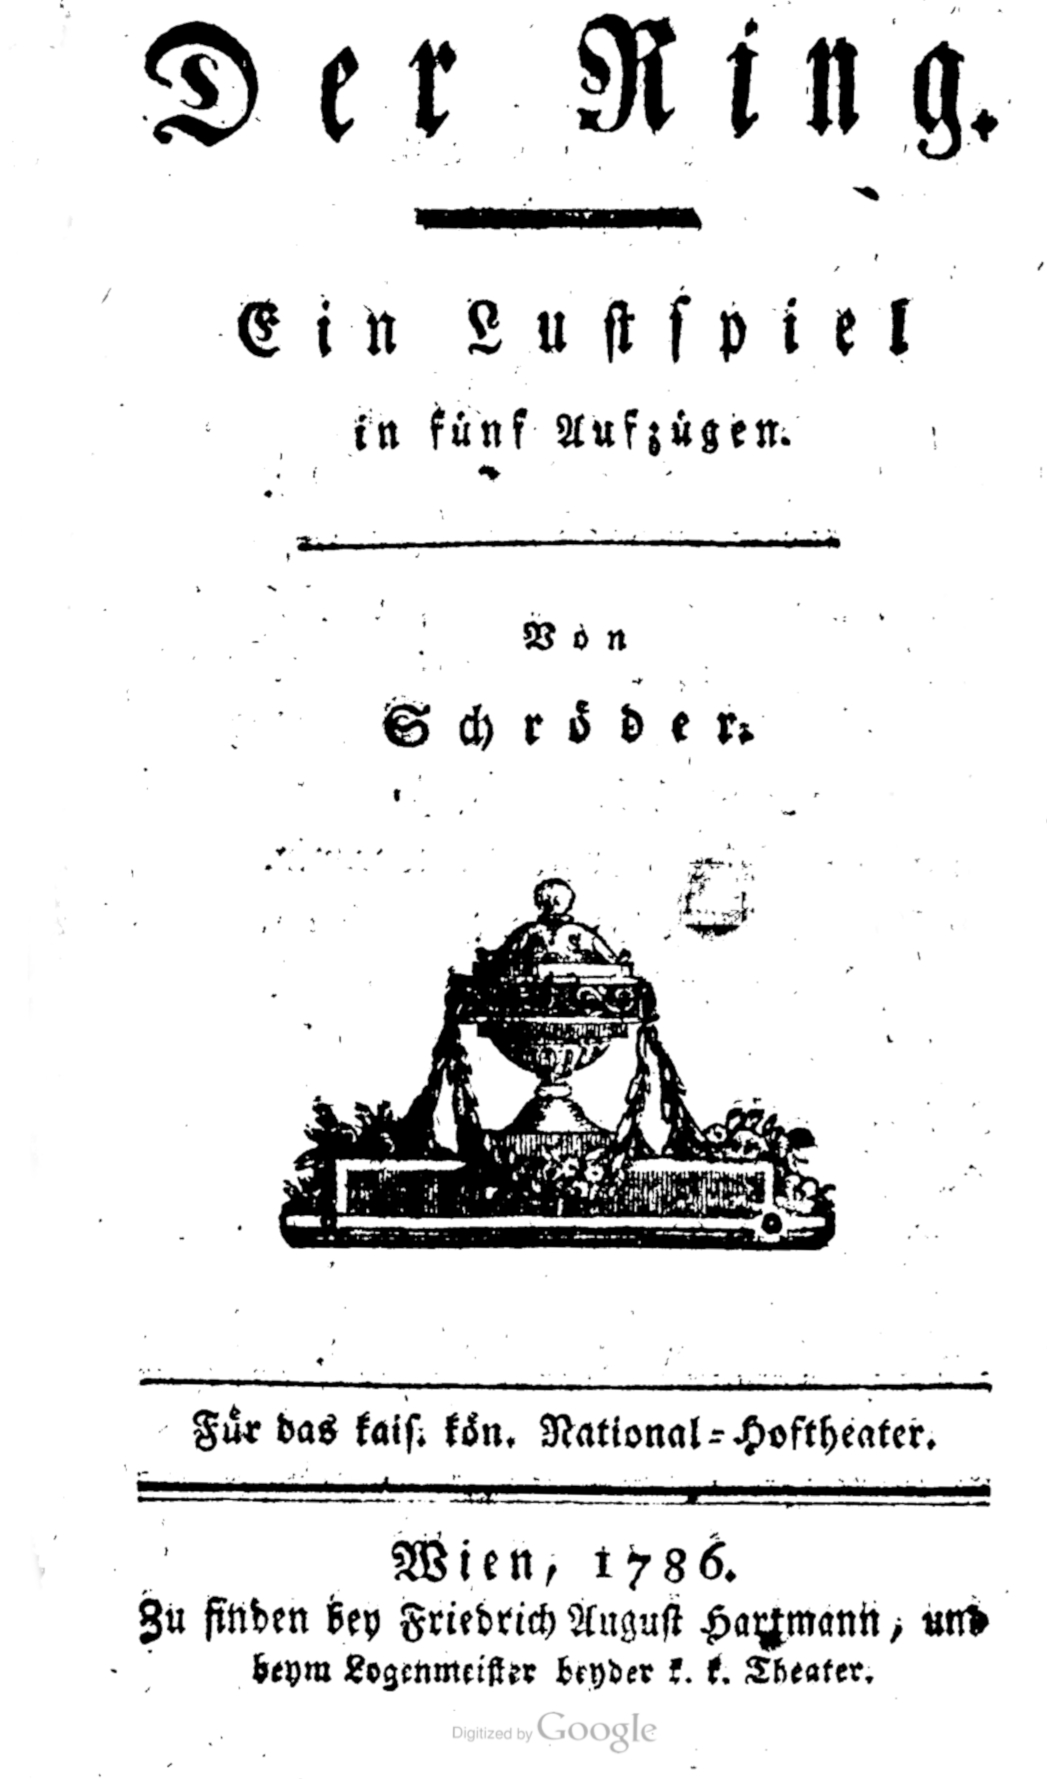 Der Ring.
Ein Lustspiel
in fünf Aufzügen.
Von
Schröder.
Für das kais. kön. National=Hoftheater.
Wien, 1786.
Zu finden bey Friedrich August Hartmann, und
beym Logenmeister beyder k. k. Theater.
Digitized by Google